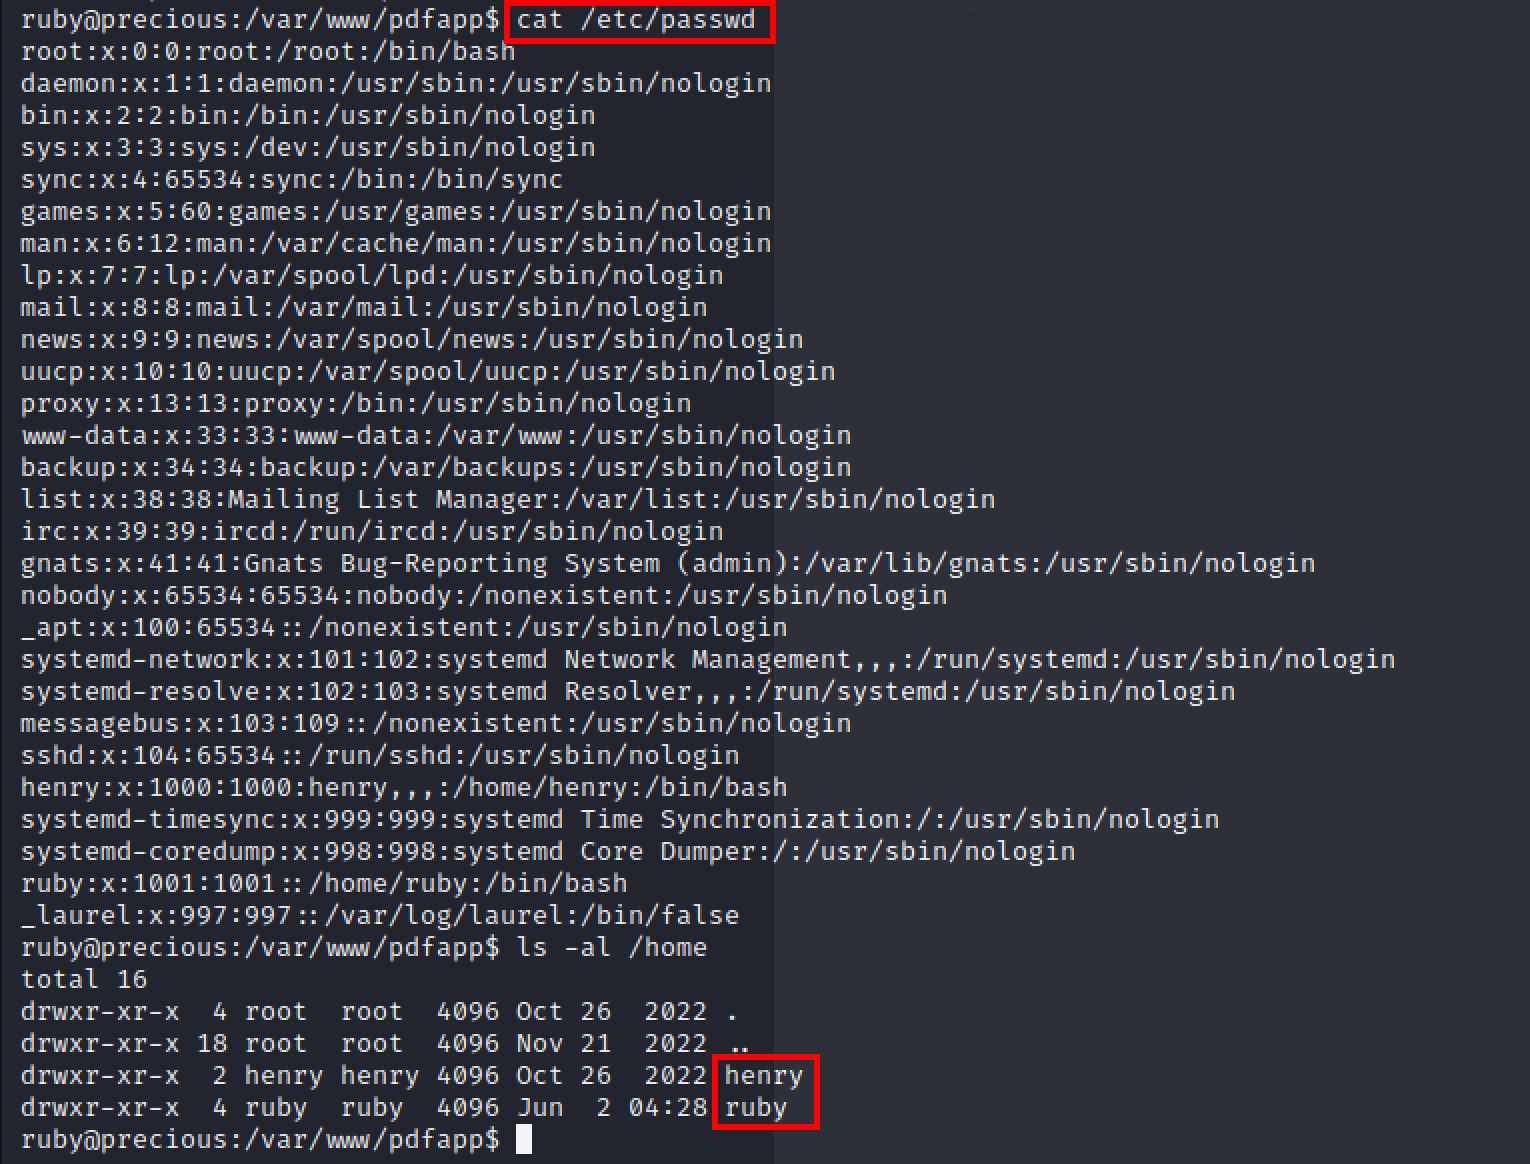 ruby@precious:/var/www/pdfapp$ cat /etc/passwd
root:x:0:0:root:/root:/bin/bash
daemon:x:1:1:daemon:/usr/sbin:/usr/sbin/nologin
bin:x:2:2:bin:/bin:/usr/sbin/nologin
sys:x:3:3:sys:/dev:/usr/sbin/nologin
sync:x:4:65534:sync:/bin:/bin/sync
games:x:5:60:games:/usr/games:/usr/sbin/nologin
man:x:6:12:man:/var/cache/man:/usr/sbin/nologin
lp:x:7:7:lp:/var/spool/lpd:/usr/sbin/nologin
mail:x:8:8:mail:/var/mail:/usr/sbin/nologin
news:x:9:9:news:/var/spool/news:/usr/sbin/nologin
uucp:x:10:10:uucp:/var/spool/uucp:/usr/sbin/nologin
proxy:x:13:13:proxy:/bin:/usr/sbin/nologin
www-data:x:33:33:www-data:/var/www:/usr/sbin/nologin
backup:x:34:34:backup:/var/backups:/usr/sbin/nologin
list:x:38:38:Mailing List Manager:/var/list:/usr/sbin/nologin
irc:x:39:39:ircd:/run/ircd:/usr/sbin/nologin
gnats:x:41:41:Gnats Bug-Reporting System (admin):/var/lib/gnats:/usr/sbin/nologin
nobody:x:65534:65534:nobody:/nonexistent:/usr/sbin/nologin
_apt:x:100:65534::/nonexistent:/usr/sbin/nologin
systemd-network:x:101:102:systemd Network Management,,,:/run/systemd:/usr/sbin/nologin
systemd-resolve:x:102:103:systemd Resolver,,,:/run/systemd:/usr/sbin/nologin
messagebus:x:103:109::/nonexistent:/usr/sbin/nologin
sshd:x:104:65534::/run/sshd:/usr/sbin/nologin
henry:x:1000:1000:henry,,,:/home/henry:/bin/bash
systemd-timesync:x:999:999:systemd Time Synchronization:/:/usr/sbin/nologin
systemd-coredump:x:998:998:systemd Core Dumper:/:/usr/sbin/nologin
ruby:x:1001:1001::/home/ruby:/bin/bash
_laurel:x:997:997::/var/log/laurel:/bin/false
ruby@precious:/var/www/pdfapp$ ls -al /home
total 16
drwxr-xr-x  4 root  root  4096 Oct 26  2022 .
drwxr-xr-x 18 root  root  4096 Nov 21  2022 ..
drwxr-xr-x  2 henry henry 4096 Oct 26  2022 henry
drwxr-xr-x  4 ruby  ruby  4096 Jun  2 04:28 ruby
ruby@precious:/var/www/pdfapp$